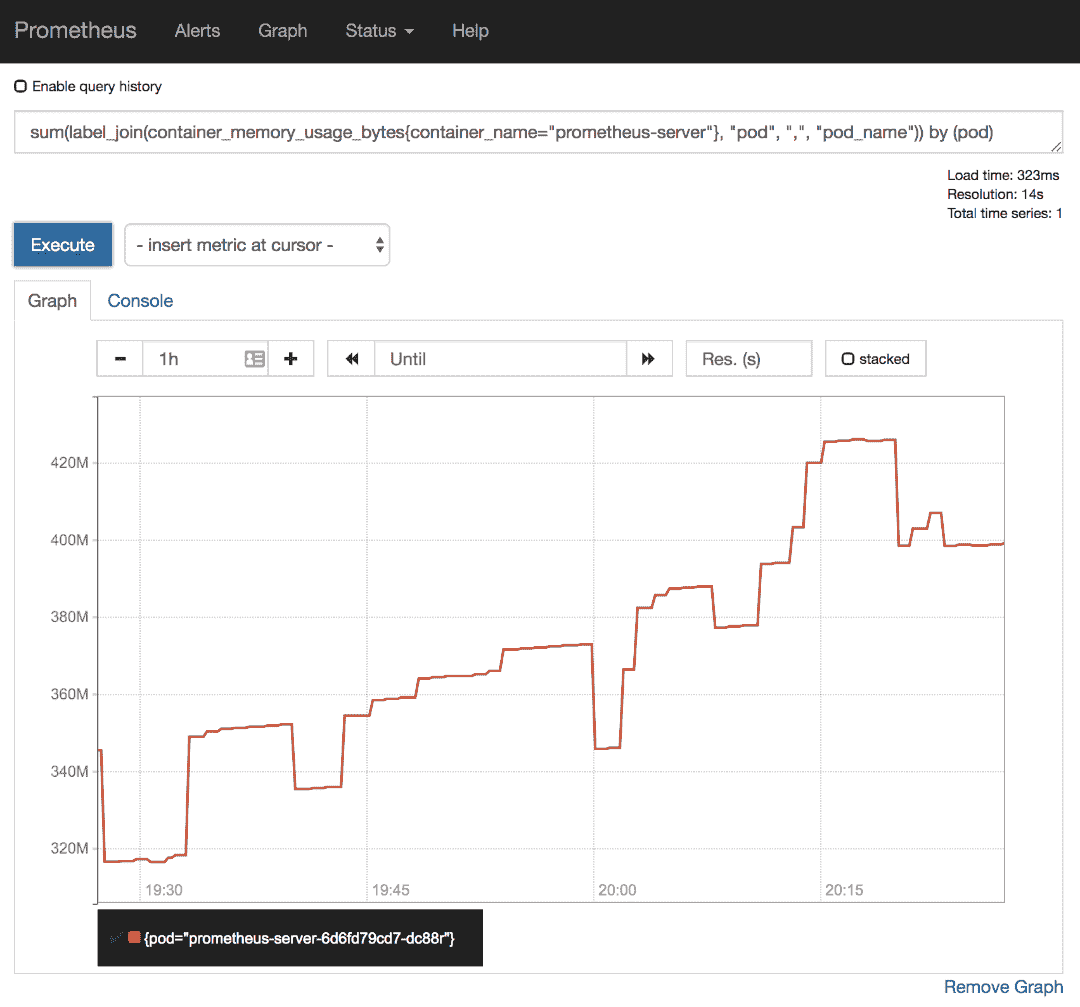 Prometheus Alerts Graph Status Help
Enable query history
sum(label_join(container_memory_usage_bytes{container_name="prometheus-server"}, "pod", ",", "pod_name")) by (pod)
Load time: 323ms
Resolution: 14s
Total time series: 1
Execute - insert metric at cursor -
Graph Console
1h Until Res. (s) stacked
420M
400M
380M
360M
340M
320M
19:30 19:45 20:00 20:15
{pod="prometheus-server-6d6fd79cd7-dc88r"}
Remove Graph